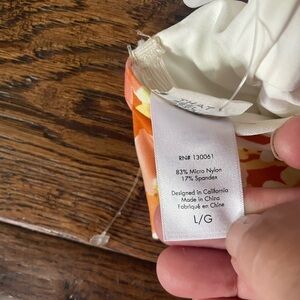 RN# 130061
83% Micro Nylon
17% Spandex
Designed in California
Made in China
Fabriqué en Chine
L/G